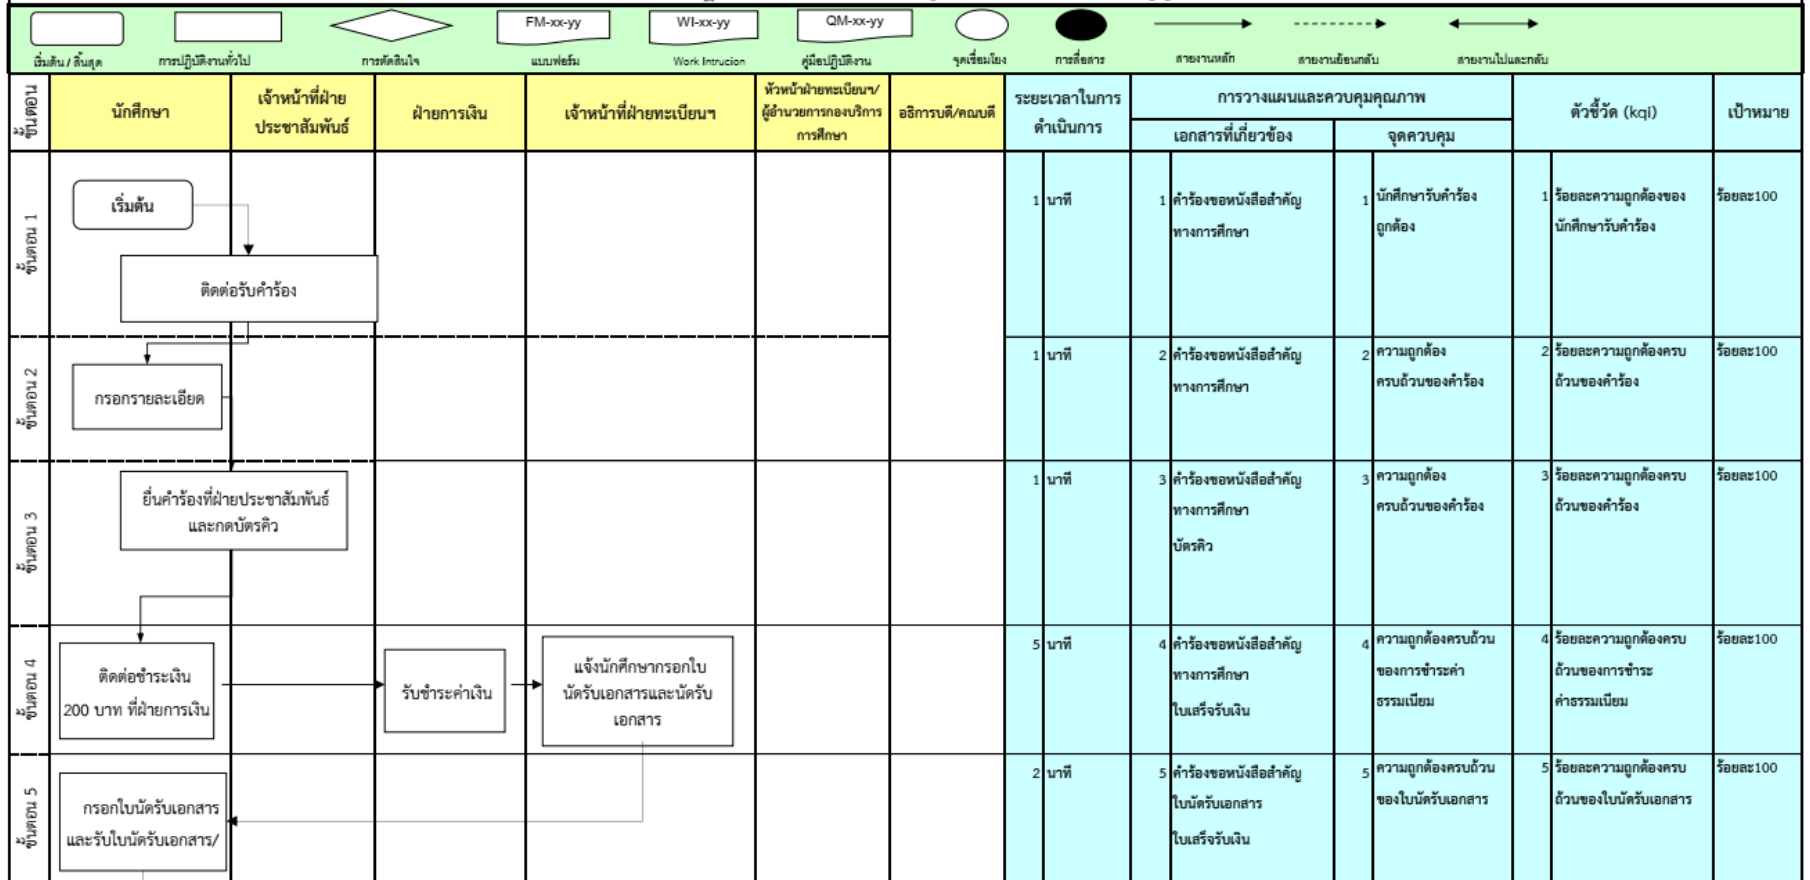 FM-xx-yy
WI-xx-yy
QM-xx-yy
เริ่มต้น / สิ้นสุด
การปฏิบัติงานทั่วไป
การตัดสินใจ
แบบฟอร์ม
Work Intrucion
คู่มือปฏิบัติงาน
จุดเชื่อมโยง
การสื่อสาร
สายงานหลัก
สายงานย้อนกลับ
สายงานไปและกลับ
ขั้นตอน
นักศึกษา
เจ้าหน้าที่ฝ่าย
ประชาสัมพันธ์
ฝ่ายการเงิน
เจ้าหน้าที่ฝ่ายทะเบียนฯ
หัวหน้าฝ่ายทะเบียนฯ/
ผู้อำนวยการกองบริการ
การศึกษา
อธิการบดี/คณบดี
ระยะเวลาในการ
ดำเนินการ
การวางแผนและควบคุมคุณภาพ
เอกสารที่เกี่ยวข้อง
จุดควบคุม
ตัวชี้วัด (kqi)
เป้าหมาย
ขั้นตอน 1
เริ่มต้น
ติดต่อรับคำร้อง
1 นาที
1 คำร้องขอหนังสือสำคัญ
ทางการศึกษา
1 นักศึกษารับคำร้อง
ถูกต้อง
1 ร้อยละความถูกต้องของ
นักศึกษารับคำร้อง
ร้อยละ100
ขั้นตอน 2
กรอกรายละเอียด
1 นาที
2 คำร้องขอหนังสือสำคัญ
ทางการศึกษา
2 ความถูกต้อง
ครบถ้วนของคำร้อง
2 ร้อยละความถูกต้องครบ
ถ้วนของคำร้อง
ร้อยละ100
ขั้นตอน 3
ยื่นคำร้องที่ฝ่ายประชาสัมพันธ์
และกดบัตรคิว
1 นาที
3 คำร้องขอหนังสือสำคัญ
ทางการศึกษา
บัตรคิว
3 ความถูกต้อง
ครบถ้วนของคำร้อง
3 ร้อยละความถูกต้องครบ
ถ้วนของคำร้อง
ร้อยละ100
ขั้นตอน 4
ติดต่อชำระเงิน
200 บาท ที่ฝ่ายการเงิน
รับชำระค่าเงิน
แจ้งนักศึกษากรอกใบ
นัดรับเอกสารและนัดรับ
เอกสาร
5 นาที
4 คำร้องขอหนังสือสำคัญ
ทางการศึกษา
ใบเสร็จรับเงิน
4 ความถูกต้องครบถ้วน
ของการชำระค่า
ธรรมเนียม
4 ร้อยละความถูกต้องครบ
ถ้วนของการชำระ
ค่าธรรมเนียม
ร้อยละ100
ขั้นตอน 5
กรอกใบนัดรับเอกสาร
และรับใบนัดรับเอกสาร/
2 นาที
5 คำร้องขอหนังสือสำคัญ
ใบนัดรับเอกสาร
ใบเสร็จรับเงิน
5 ความถูกต้องครบถ้วน
ของใบนัดรับเอกสาร
5 ร้อยละความถูกต้องครบ
ถ้วนของใบนัดรับเอกสาร
ร้อยละ100